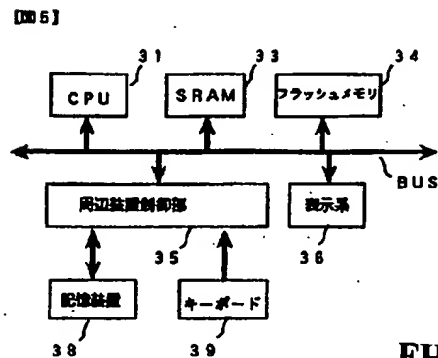 【図5】
31 33 34
CPU SRAM フラッシュメモリ
BUS
周辺装置制御部 表示系
35 36
記憶装置 キーボード
38 39